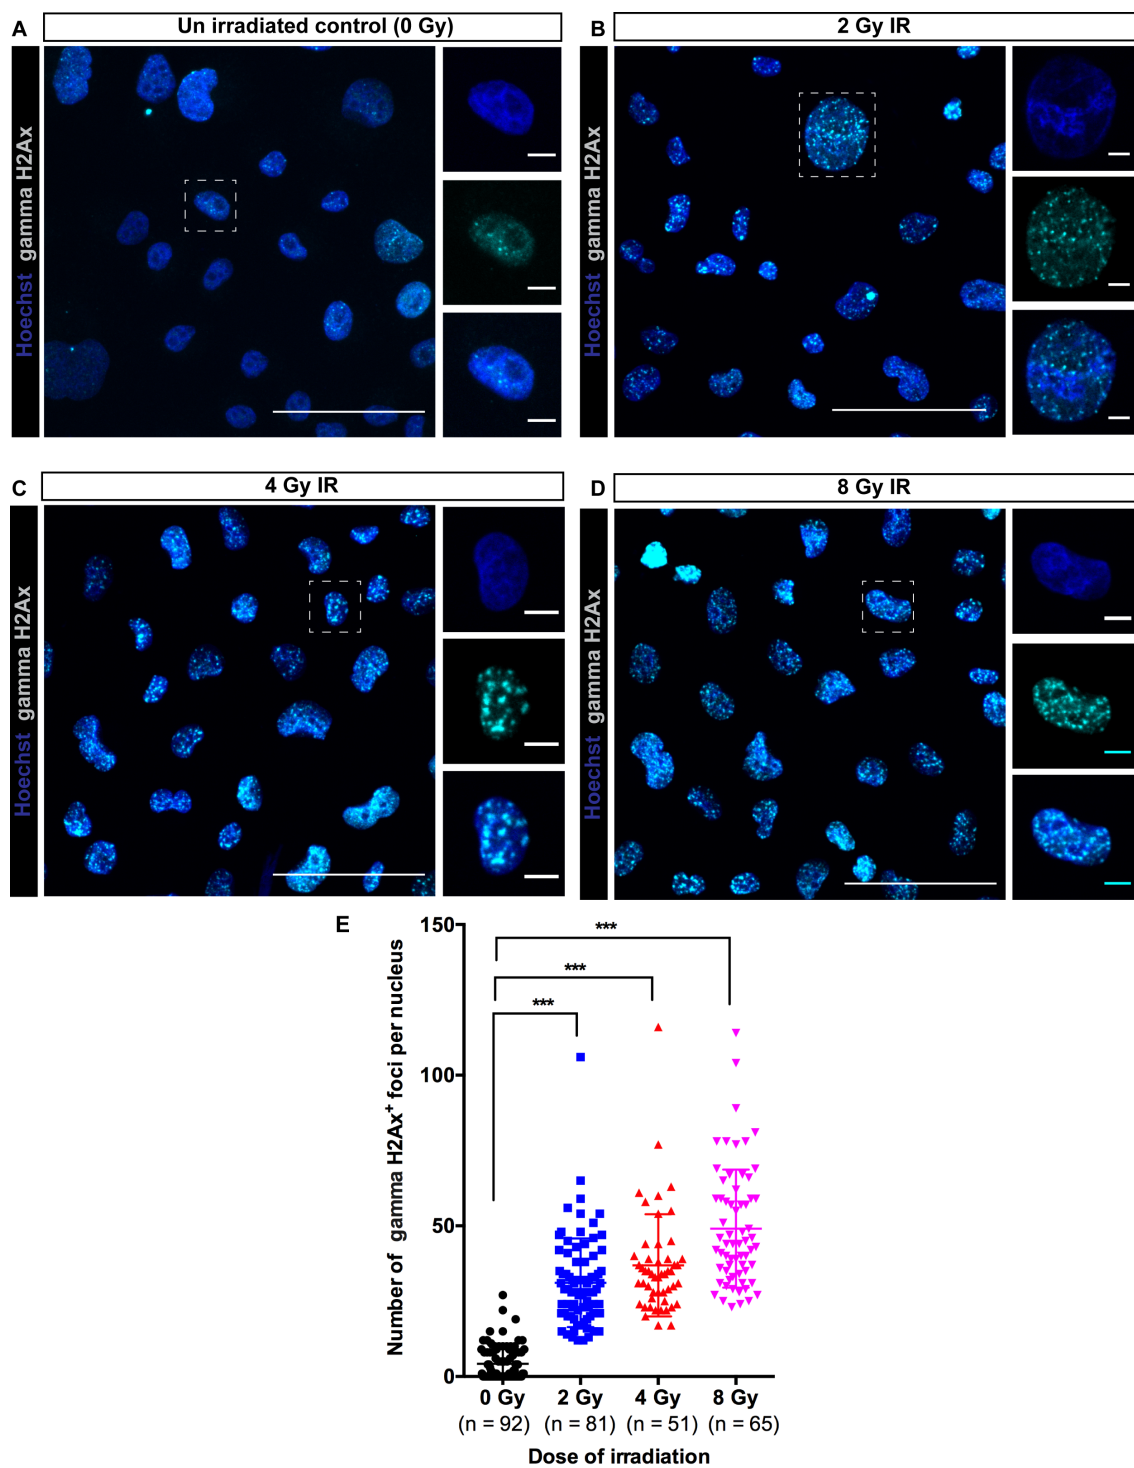 A
Un irradiated control (0 Gy)
Hoechst gamma H2Ax
B
2 Gy IR
Hoechst gamma H2Ax
C
4 Gy IR
Hoechst gamma H2Ax
D
8 Gy IR
Hoechst gamma H2Ax
E
Number of gamma H2Ax+ foci per nucleus
150
100
50
0
***
***
***
0 Gy 2 Gy 4 Gy 8 Gy
(n = 92) (n = 81) (n = 51) (n = 65)
Dose of irradiation